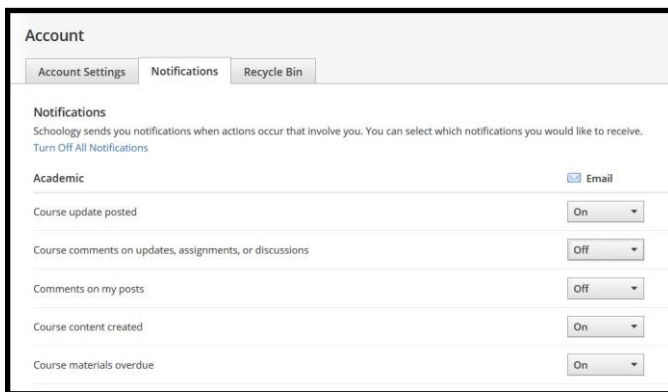 Account
Account Settings Notifications Recycle Bin
Notifications
Schoology sends you notifications when actions occur that involve you. You can select which notifications you would like to receive.
Turn Off All Notifications
Academic Email
Course update posted On
Course comments on updates, assignments, or discussions Off
Comments on my posts Off
Course content created On
Course materials overdue On